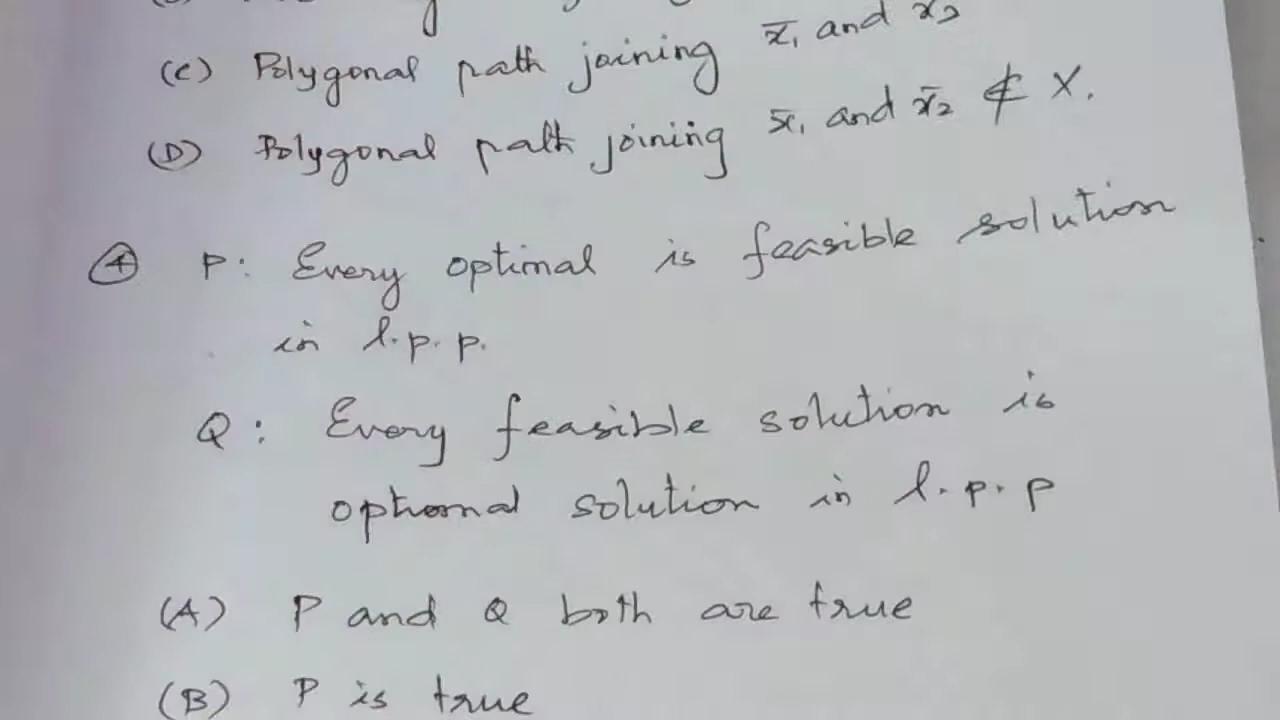 (C) Polygonal path joining x̄₁ and x̄₂
(D) Polygonal path joining x̄₁ and x̄₂ ⊄ X.
④ P: Every optimal is feasible solution
in l.p.p.
Q: Every feasible solution is
optional solution in l.p.p
(A) P and Q both are true
(B) P is true